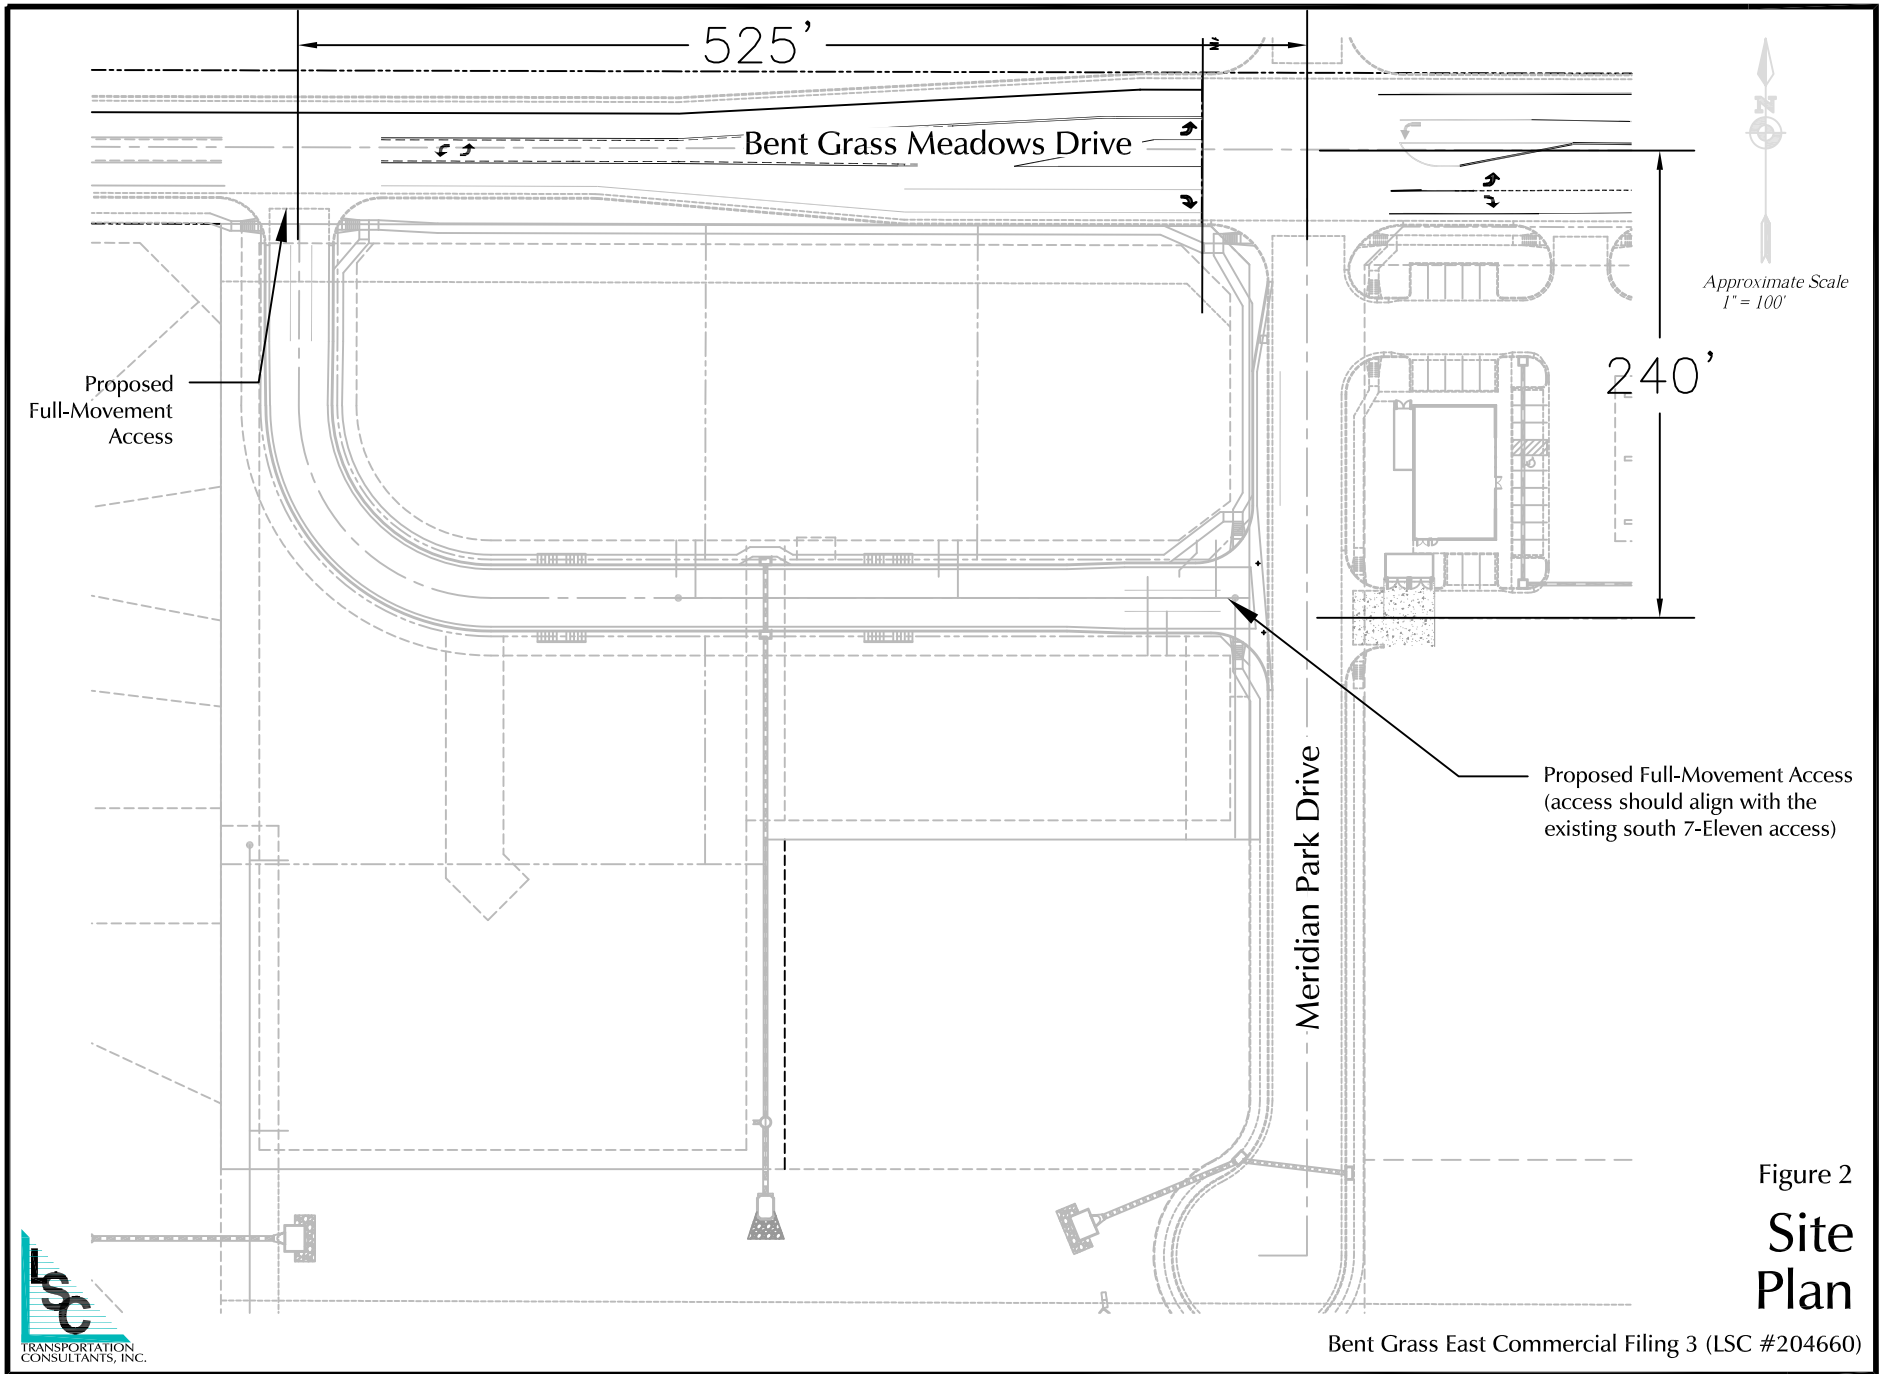 525'
Bent Grass Meadows Drive
N
Approximate Scale
1" = 100'
240'
Proposed
Full-Movement
Access
Proposed Full-Movement Access
(access should align with the
existing south 7-Eleven access)
Meridian Park Drive
Figure 2
Site
Plan
LSC
TRANSPORTATION
CONSULTANTS, INC.
Bent Grass East Commercial Filing 3 (LSC #204660)